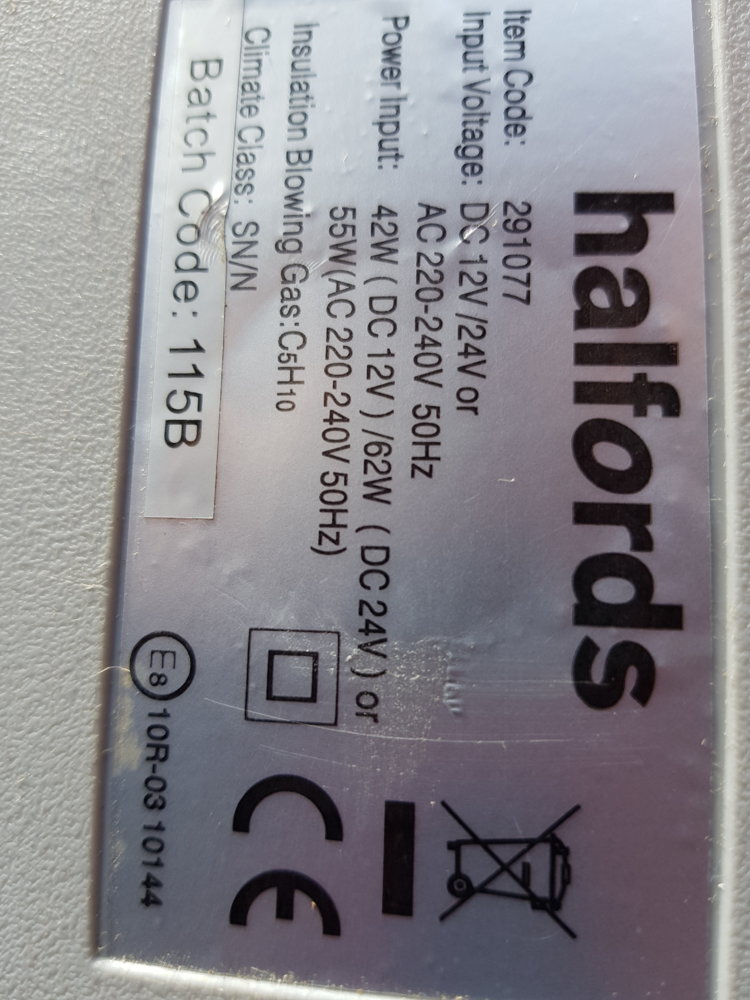 halfords
Item Code: 291077
Input Voltage: DC 12V /24V or
AC 220-240V 50Hz
Power Input: 42W ( DC 12V ) /62W ( DC 24V ) or
55W(AC 220-240V 50Hz)
Insulation Blowing Gas:C5H10
Climate Class: SN/N
Batch Code: 115B
CE
E8 10R-03 10144